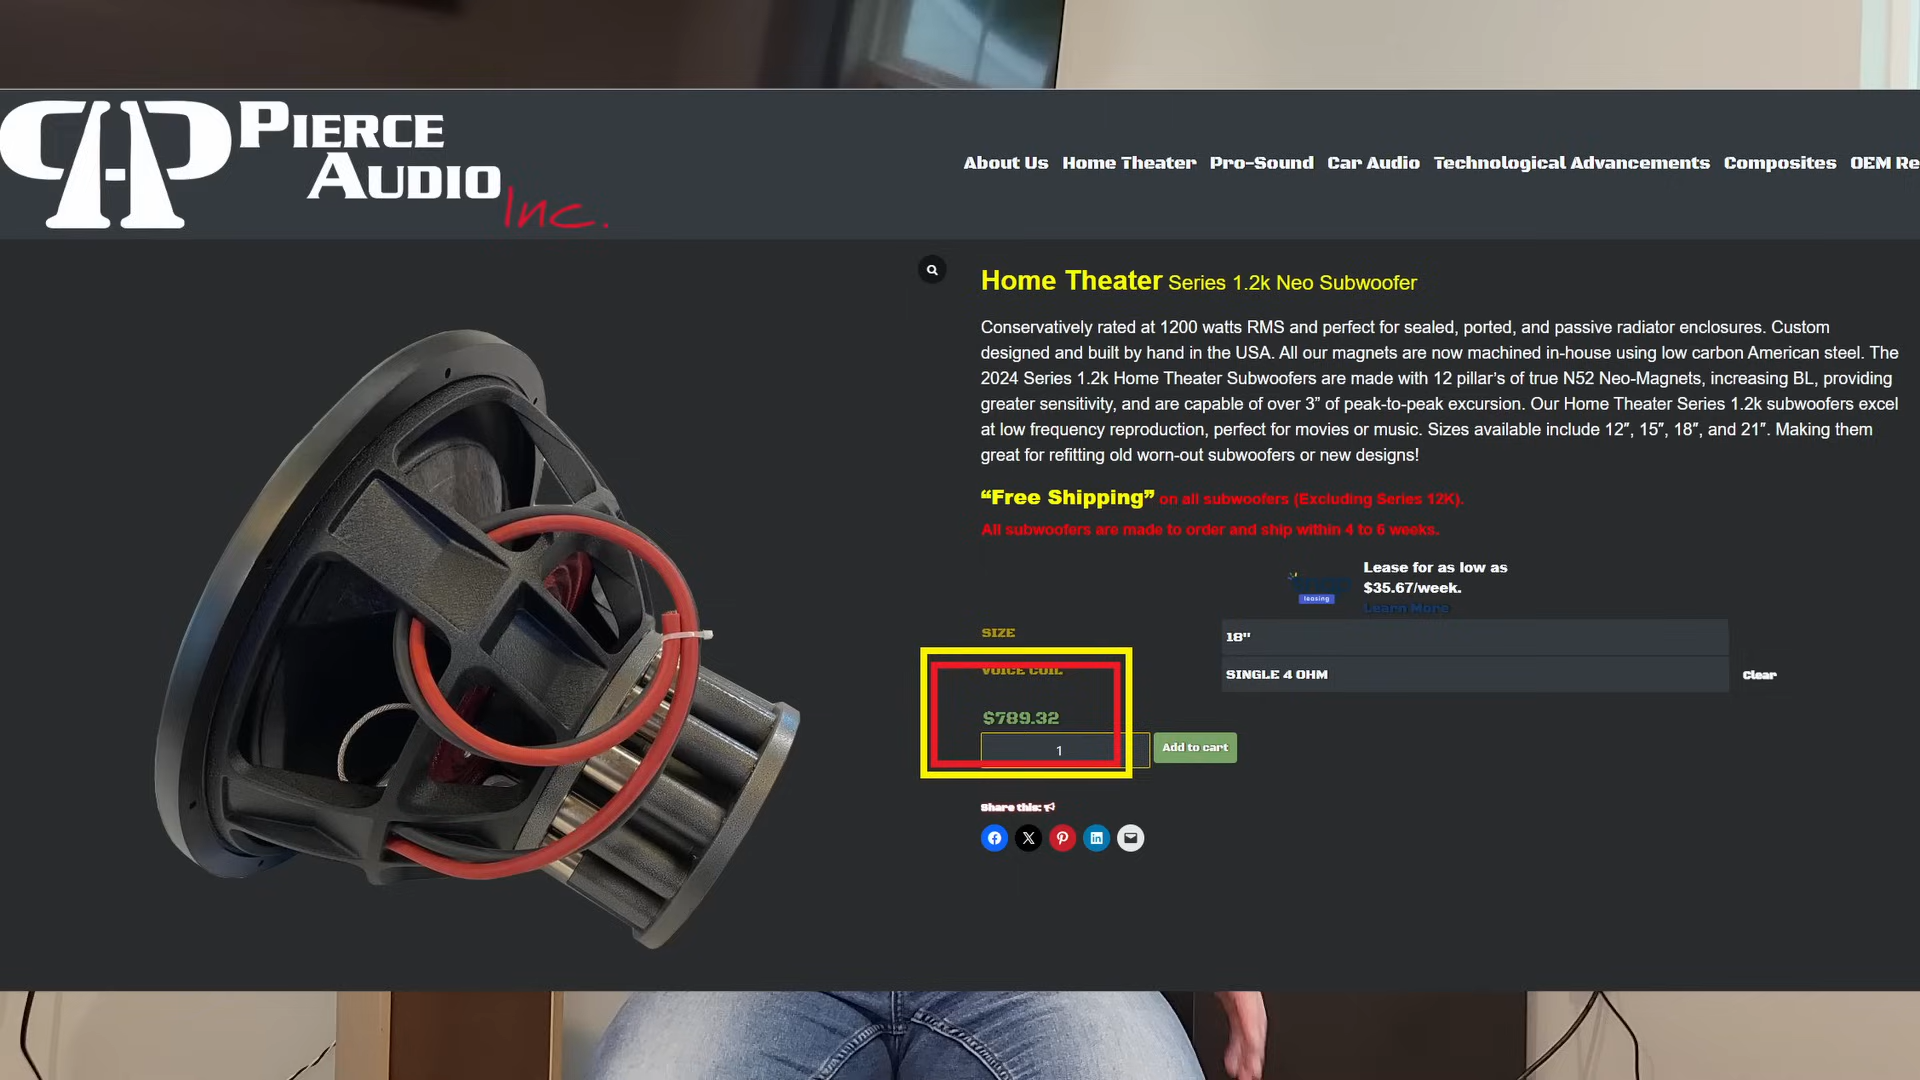 PIERCE
AUDIO
Inc.
About Us Home Theater Pro-Sound Car Audio Technological Advancements Composites OEM Re
Home Theater Series 1.2k Neo Subwoofer
Conservatively rated at 1200 watts RMS and perfect for sealed, ported, and passive radiator enclosures. Custom
designed and built by hand in the USA. All our magnets are now machined in-house using low carbon American steel. The
2024 Series 1.2k Home Theater Subwoofers are made with 12 pillar's of true N52 Neo-Magnets, increasing BL, providing
greater sensitivity, and are capable of over 3” of peak-to-peak excursion. Our Home Theater Series 1.2k subwoofers excel
at low frequency reproduction, perfect for movies or music. Sizes available include 12″, 15″, 18″, and 21″. Making them
great for refitting old worn-out subwoofers or new designs!
“Free Shipping” on all subwoofers (Excluding Series 12K).
All subwoofers are made to order and ship within 4 to 6 weeks.
leasing
Lease for as low as
$35.67/week.
Learn More
SIZE 18"
VOICE COIL SINGLE 4 OHM Clear
$789.32
1 Add to cart
Share this: